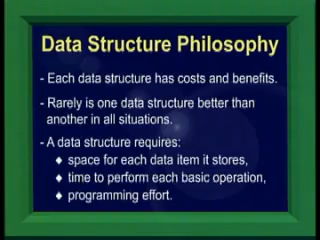 Data Structure Philosophy
- Each data structure has costs and benefits.
- Rarely is one data structure better than
another in all situations.
- A data structure requires:
♦ space for each data item it stores,
♦ time to perform each basic operation,
♦ programming effort.